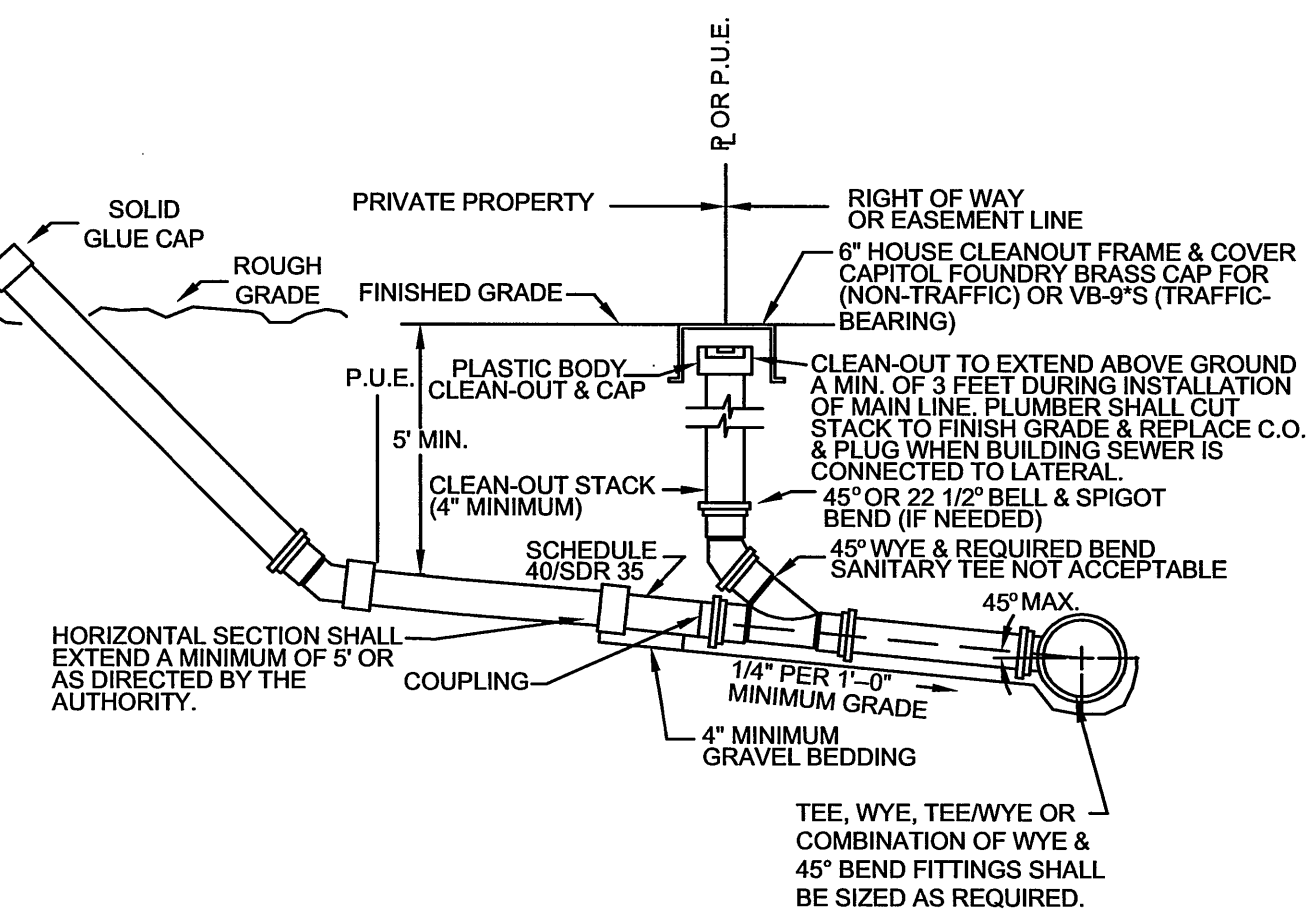 ℄ OR P.U.E.
PRIVATE PROPERTY
RIGHT OF WAY
OR EASEMENT LINE
SOLID
GLUE CAP
ROUGH
GRADE
FINISHED GRADE
6" HOUSE CLEANOUT FRAME & COVER
CAPITOL FOUNDRY BRASS CAP FOR
(NON-TRAFFIC) OR VB-9*S (TRAFFIC-
BEARING)
P.U.E.
PLASTIC BODY
CLEAN-OUT & CAP
CLEAN-OUT TO EXTEND ABOVE GROUND
A MIN. OF 3 FEET DURING INSTALLATION
OF MAIN LINE. PLUMBER SHALL CUT
STACK TO FINISH GRADE & REPLACE C.O.
& PLUG WHEN BUILDING SEWER IS
CONNECTED TO LATERAL.
5' MIN.
CLEAN-OUT STACK
(4" MINIMUM)
45° OR 22 1/2° BELL & SPIGOT
BEND (IF NEEDED)
SCHEDULE
40/SDR 35
45° WYE & REQUIRED BEND
SANITARY TEE NOT ACCEPTABLE
45° MAX.
HORIZONTAL SECTION SHALL
EXTEND A MINIMUM OF 5' OR
AS DIRECTED BY THE
AUTHORITY.
COUPLING
1/4" PER 1'–0"
MINIMUM GRADE
4" MINIMUM
GRAVEL BEDDING
TEE, WYE, TEE/WYE OR
COMBINATION OF WYE &
45° BEND FITTINGS SHALL
BE SIZED AS REQUIRED.